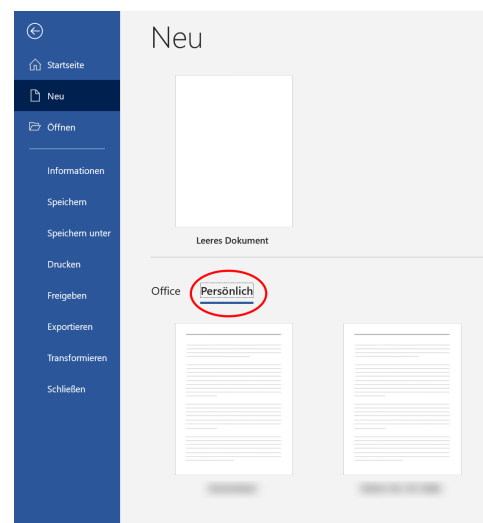 Neu
Startseite
Neu
Öffnen
Informationen
Speichern
Speichern unter
Drucken
Freigeben
Exportieren
Transformieren
Schließen
Leeres Dokument
Office
Persönlich